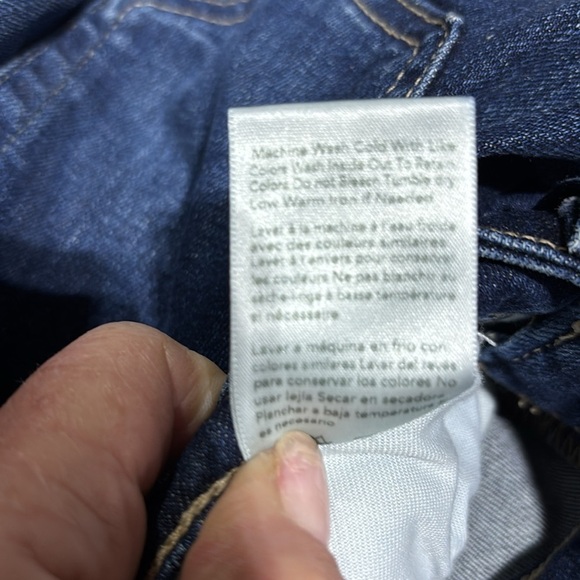 Machine Wash Cold With Like
Colors Wash Inside Out To Retain
Colors Do not Bleach Tumble dry
Low Warm Iron if Needed
Laver à la machine à l'eau froide
avec des couleurs similaires
Laver à l'envers pour conserver
les couleurs Ne pas blanchir au
sèche-linge à basse température
si nécessaire
Lavar a máquina en frio con
colores similares Lavar del revés
para conservar los colores No
usar lejía Secar en secadora
planchar a baja temperatura
es necesario